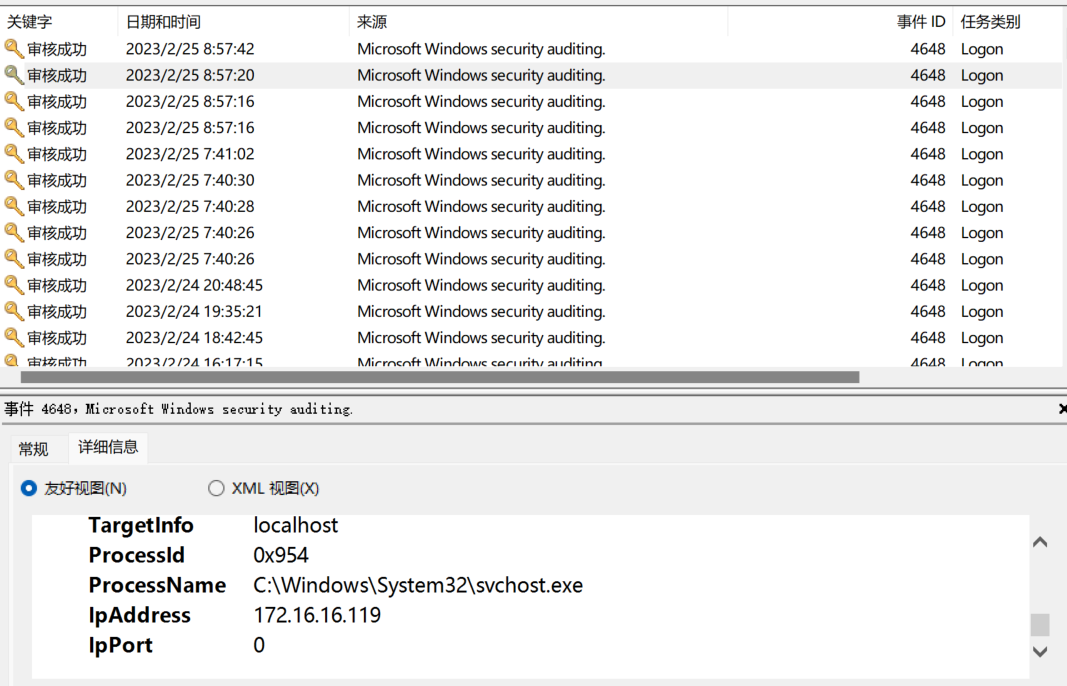 关键字 日期和时间 来源 事件 ID 任务类别
审核成功 2023/2/25 8:57:42 Microsoft Windows security auditing. 4648 Logon
审核成功 2023/2/25 8:57:20 Microsoft Windows security auditing. 4648 Logon
审核成功 2023/2/25 8:57:16 Microsoft Windows security auditing. 4648 Logon
审核成功 2023/2/25 8:57:16 Microsoft Windows security auditing. 4648 Logon
审核成功 2023/2/25 7:41:02 Microsoft Windows security auditing. 4648 Logon
审核成功 2023/2/25 7:40:30 Microsoft Windows security auditing. 4648 Logon
审核成功 2023/2/25 7:40:28 Microsoft Windows security auditing. 4648 Logon
审核成功 2023/2/25 7:40:26 Microsoft Windows security auditing. 4648 Logon
审核成功 2023/2/25 7:40:26 Microsoft Windows security auditing. 4648 Logon
审核成功 2023/2/24 20:48:45 Microsoft Windows security auditing. 4648 Logon
审核成功 2023/2/24 19:35:21 Microsoft Windows security auditing. 4648 Logon
审核成功 2023/2/24 18:42:45 Microsoft Windows security auditing. 4648 Logon
审核成功 2023/2/24 16:17:15 Microsoft Windows security auditing. 4648 Logon
事件 4648，Microsoft Windows security auditing.
常规 详细信息
友好视图(N) XML 视图(X)
TargetInfo localhost
ProcessId 0x954
ProcessName C:\Windows\System32\svchost.exe
IpAddress 172.16.16.119
IpPort 0